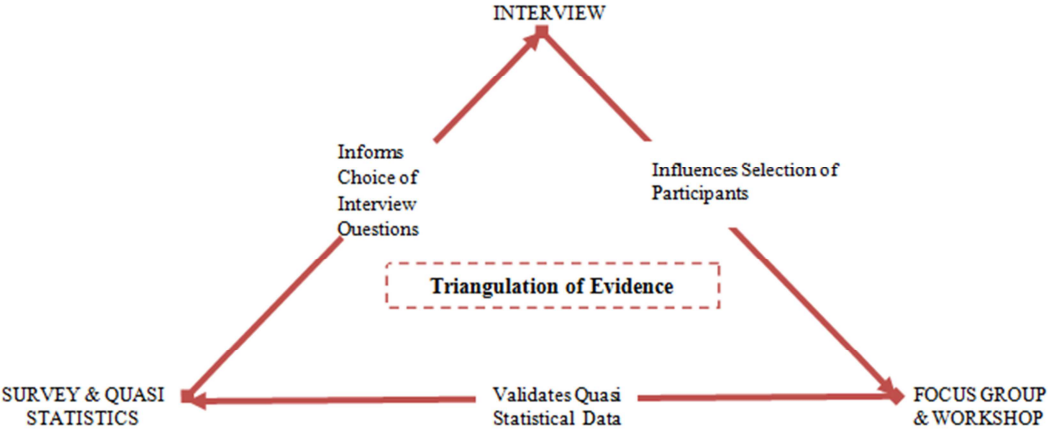 INTERVIEW
Informs
Choice of
Interview
Questions
Influences Selection of
Participants
Triangulation of Evidence
SURVEY & QUASI
STATISTICS
Validates Quasi
Statistical Data
FOCUS GROUP
& WORKSHOP